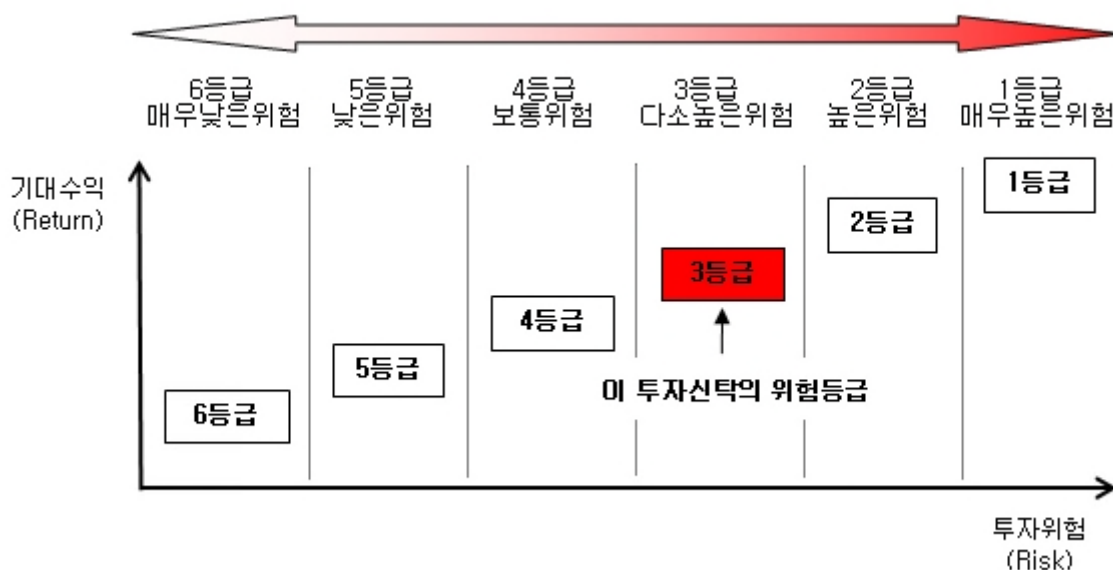 6등급 5등급 4등급 3등급 2등급 1등급
매우낮은위험 낮은위험 보통위험 다소높은위험 높은위험 매우높은위험
기대수익
(Return)
1등급
2등급
3등급
4등급
5등급
이 투자신탁의 위험등급
6등급
투자위험
(Risk)